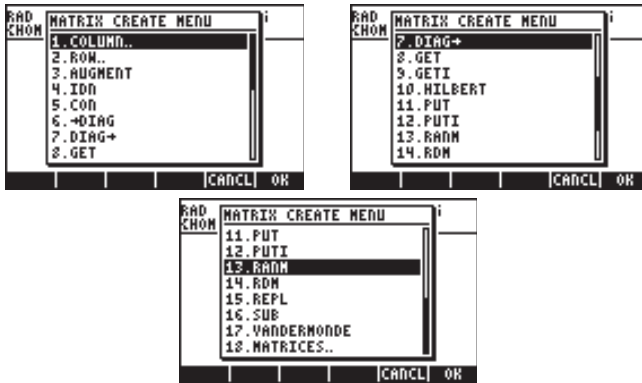 RAD
MATRIX CREATE MENU
i
{HOM
1.COLUMN..
2.ROW..
3.AUGMENT
4.IDN
5.CON
6.→DIAG
7.DIAG→
8.GET
CANCL OK
RAD
MATRIX CREATE MENU
i
{HOM
7.DIAG→
8.GET
9.GETI
10.HILBERT
11.PUT
12.PUTI
13.RANM
14.RDM
CANCL OK
RAD
MATRIX CREATE MENU
i
{HOM
11.PUT
12.PUTI
13.RANM
14.RDM
15.REPL
16.SUB
17.VANDERMONDE
18.MATRICES..
CANCL OK